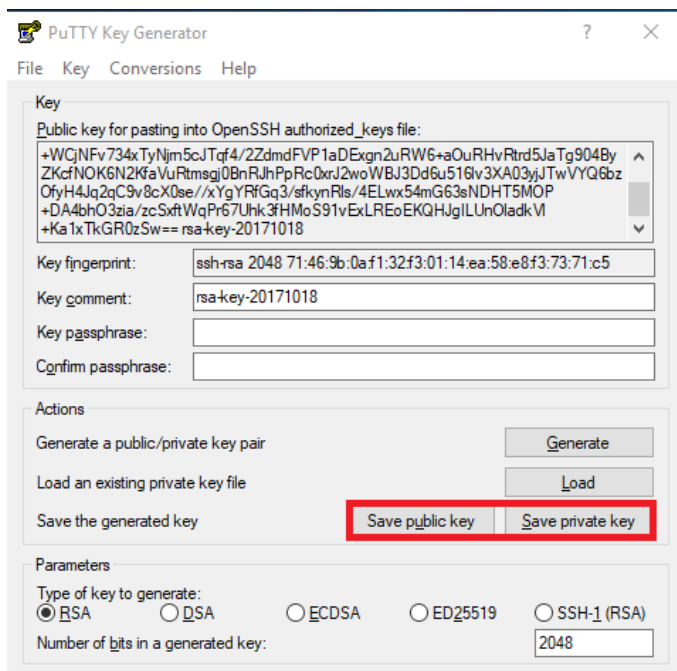 PuTTY Key Generator
File Key Conversions Help
Key
Public key for pasting into OpenSSH authorized_keys file:
+WCjNFv734xTyNjm5cJTqf4/2ZdmdFVP1aDExgn2uRW6+aOuRHvRtrd5JaTg904By
ZKcfNOK6N2KfaVuRtmsgj0BnRJhPpRc0xrJ2woWBJ3Dd6u516lv3XA03yjJTwVYQ6bz
OfyH4Jq2qC9v8cX0se//xYgYRfGq3/sfkynRls/4ELwx54mG63sNDHT5MOP
+DA4bhO3zia/zcSxftWqPr67Uhk3fHMoS91vExLREoEKQHJgILUnOladkVl
+Ka1xTkGR0zSw== rsa-key-20171018
Key fingerprint: ssh-rsa 2048 71:46:9b:0a:f1:32:f3:01:14:ea:58:e8:f3:73:71:c5
Key comment: rsa-key-20171018
Key passphrase:
Confirm passphrase:
Actions
Generate a public/private key pair Generate
Load an existing private key file Load
Save the generated key Save public key Save private key
Parameters
Type of key to generate:
RSA DSA ECDSA ED25519 SSH-1 (RSA)
Number of bits in a generated key: 2048